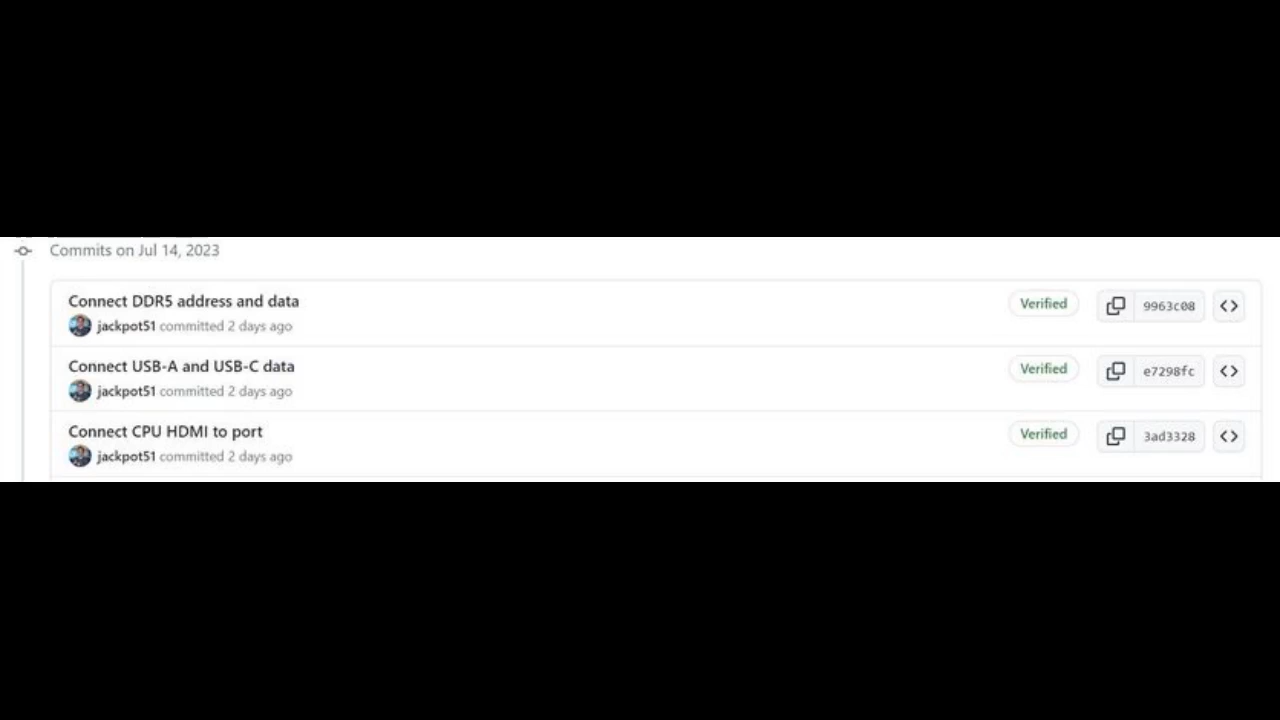 Commits on Jul 14, 2023
Connect DDR5 address and data
Verified
9963c08
jackpot51 committed 2 days ago
Connect USB-A and USB-C data
Verified
e7298fc
jackpot51 committed 2 days ago
Connect CPU HDMI to port
Verified
3ad3328
jackpot51 committed 2 days ago